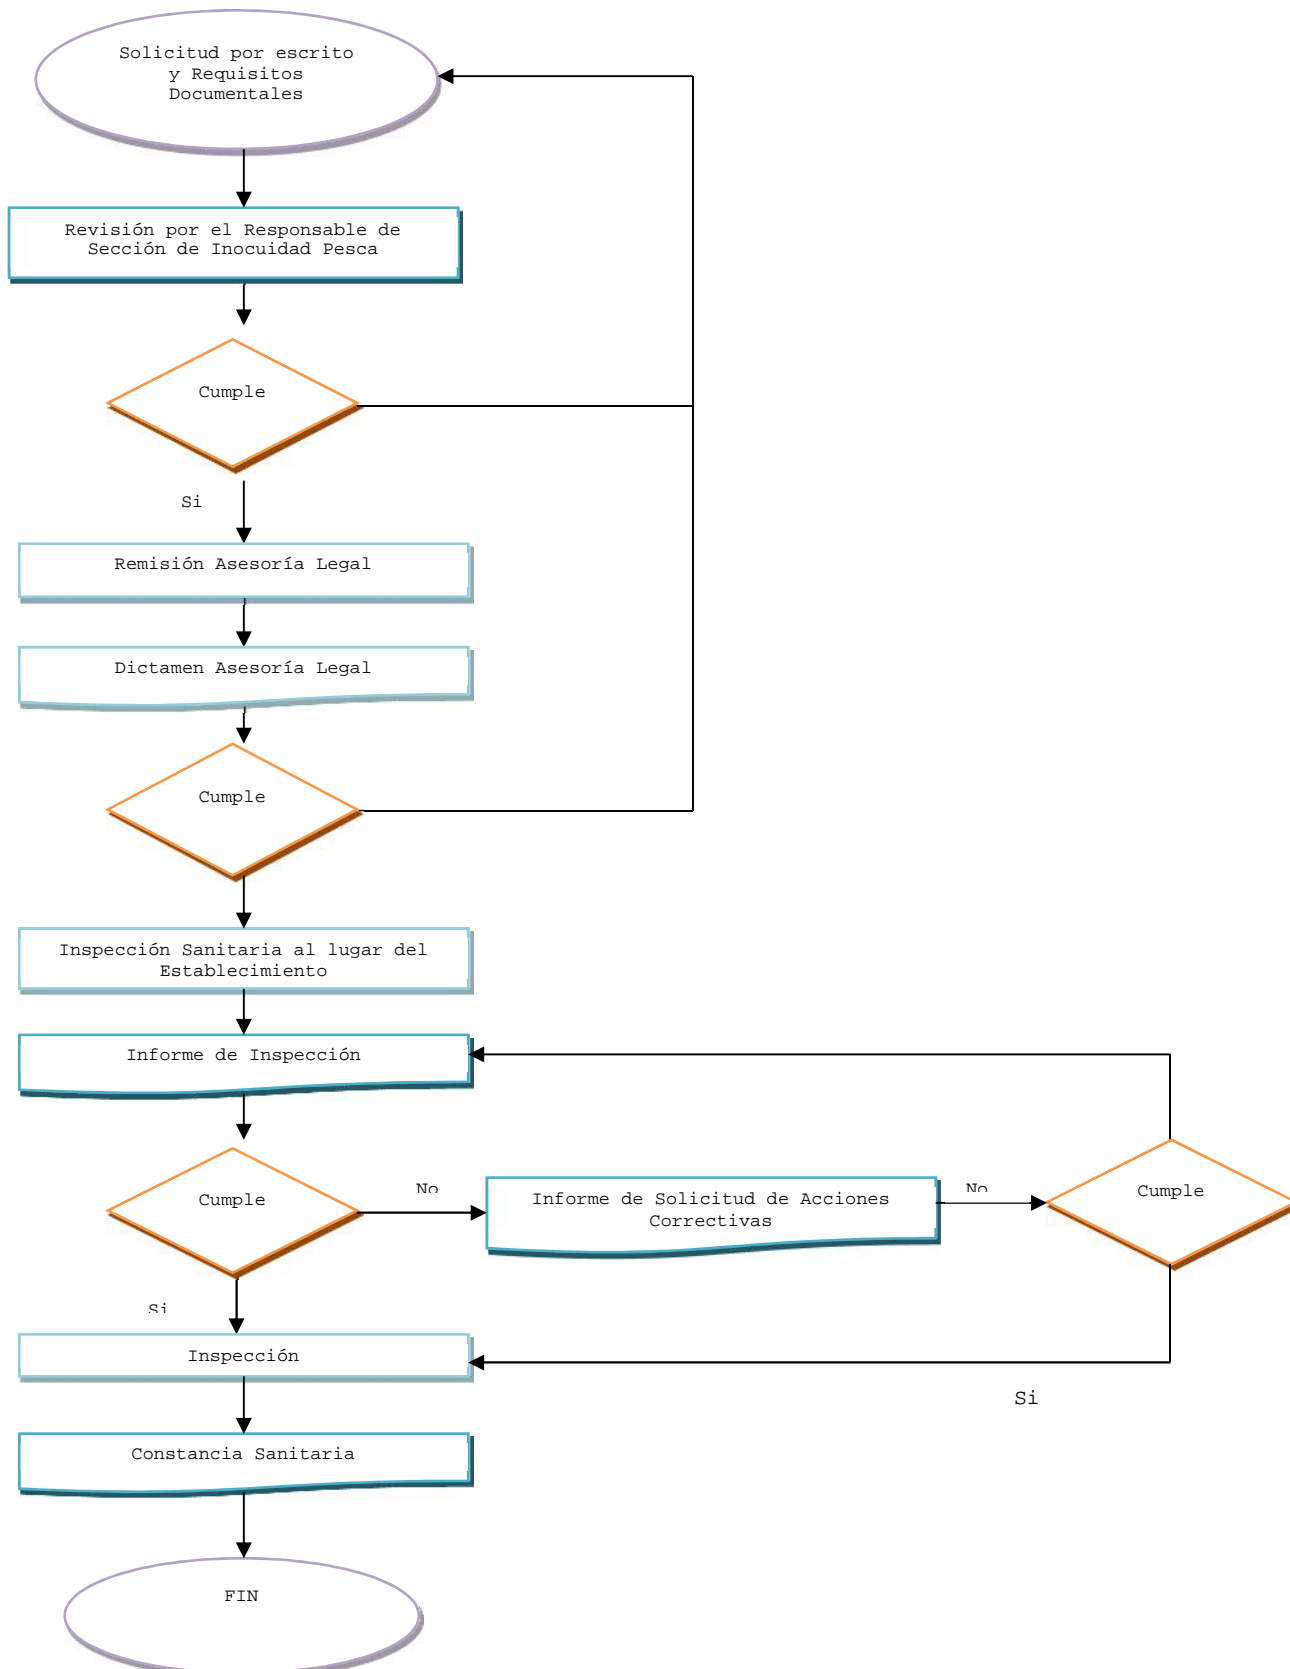 Solicitud por escrito
y Requisitos
Documentales
Revisión por el Responsable de
Sección de Inocuidad Pesca
Cumple
Si
Remisión Asesoría Legal
Dictamen Asesoría Legal
Cumple
Inspección Sanitaria al lugar del
Establecimiento
Informe de Inspección
Cumple
No
Informe de Solicitud de Acciones
Correctivas
No
Cumple
Si
Inspección
Si
Constancia Sanitaria
FIN